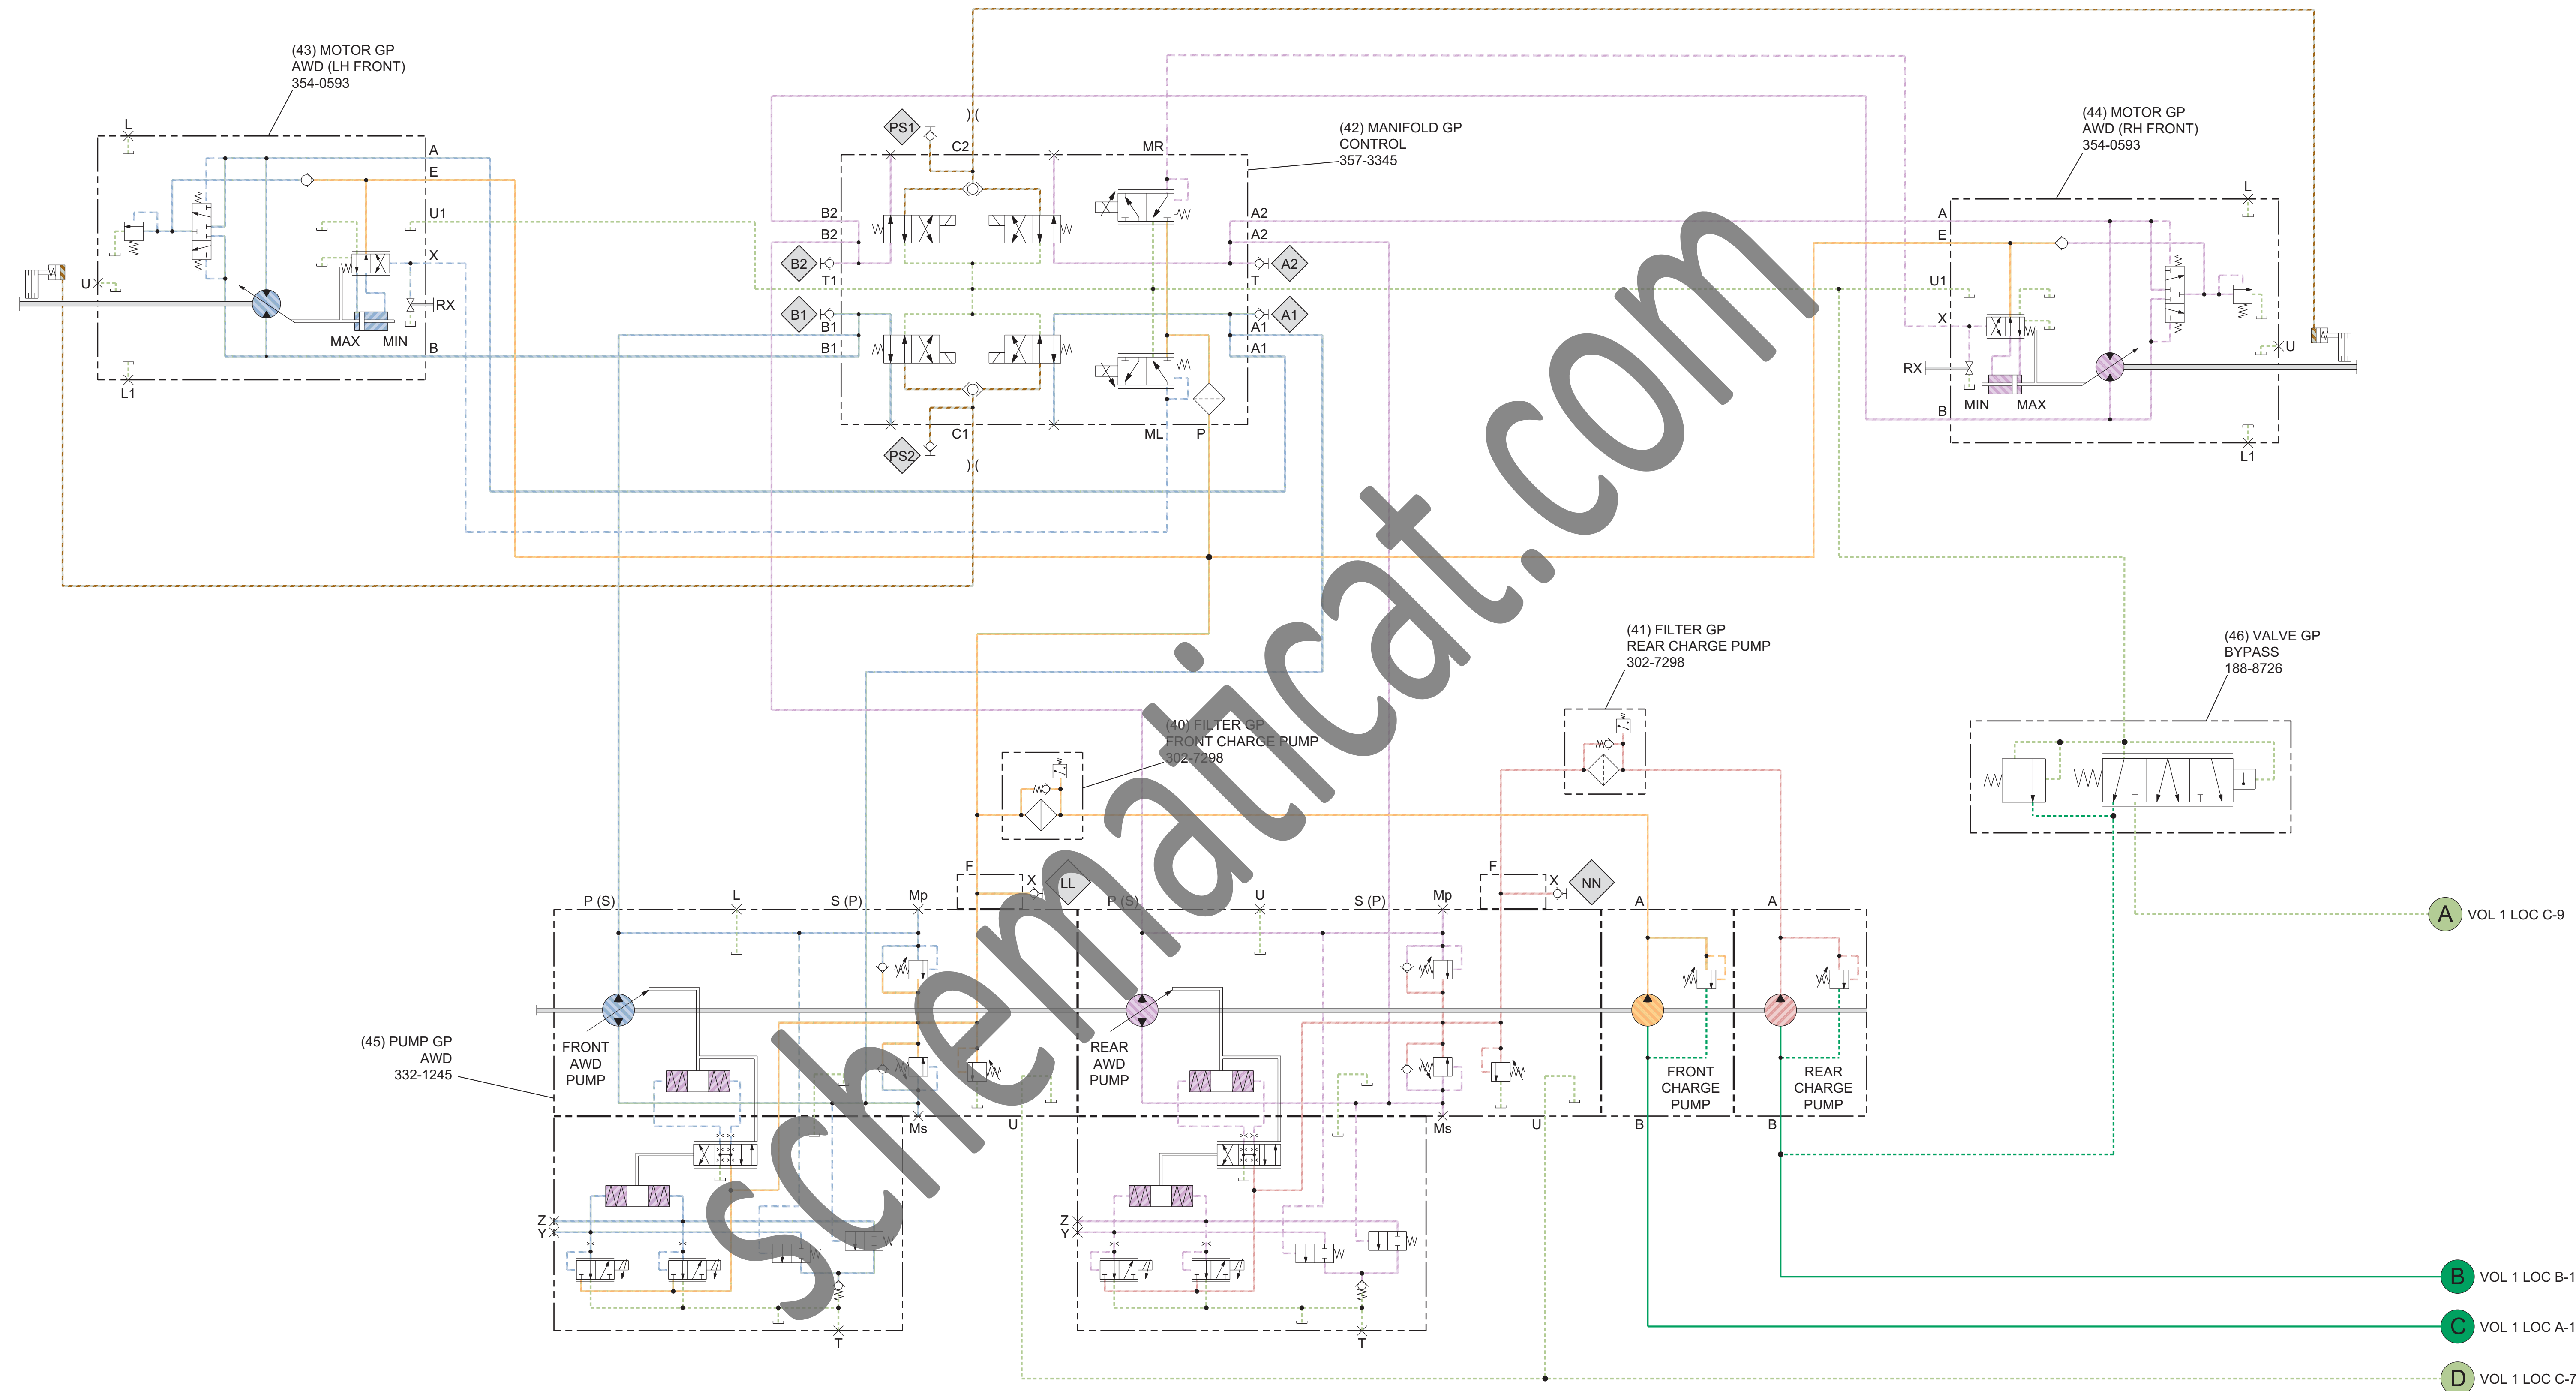 (43) MOTOR GP
AWD (LH FRONT)
354-0593
L
A
E
U1
X
U
RX
MAX
MIN
B
L1
PS1
)(
C2
MR
(42) MANIFOLD GP
CONTROL
357-3345
B2
B2
B2
T1
B1
B1
B1
A2
A2
A2
T
A1
A1
A1
C1
ML
P
PS2
)(
(44) MOTOR GP
AWD (RH FRONT)
354-0593
L
A
E
U1
X
U
RX
MIN
MAX
B
L1
(41) FILTER GP
REAR CHARGE PUMP
302-7298
(46) VALVE GP
BYPASS
188-8726
(40) FILTER GP
FRONT CHARGE PUMP
302-7298
F
X
LL
F
X
NN
P (S)
L
S (P)
Mp
P (S)
U
S (P)
Mp
A
A
A
VOL 1 LOC C-9
(45) PUMP GP
AWD
332-1245
FRONT
AWD
PUMP
REAR
AWD
PUMP
FRONT
CHARGE
PUMP
REAR
CHARGE
PUMP
Ms
U
Ms
U
B
B
Z
Y
Z
Y
T
T
B
VOL 1 LOC B-1
C
VOL 1 LOC A-1
D
VOL 1 LOC C-7
schematicat.com